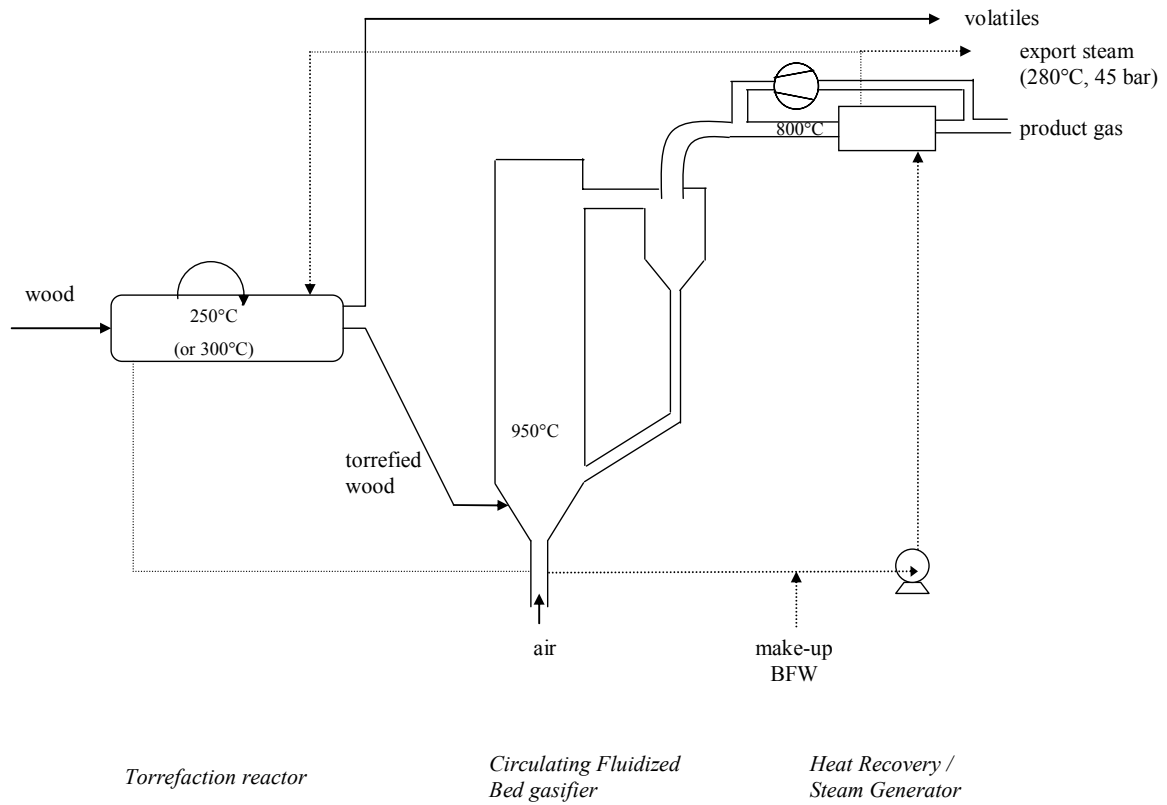 volatiles
export steam
(280°C, 45 bar)
800°C
product gas
wood
250°C
(or 300°C)
950°C
torrefied
wood
air
make-up
BFW
Torrefaction reactor
Circulating Fluidized
Bed gasifier
Heat Recovery /
Steam Generator